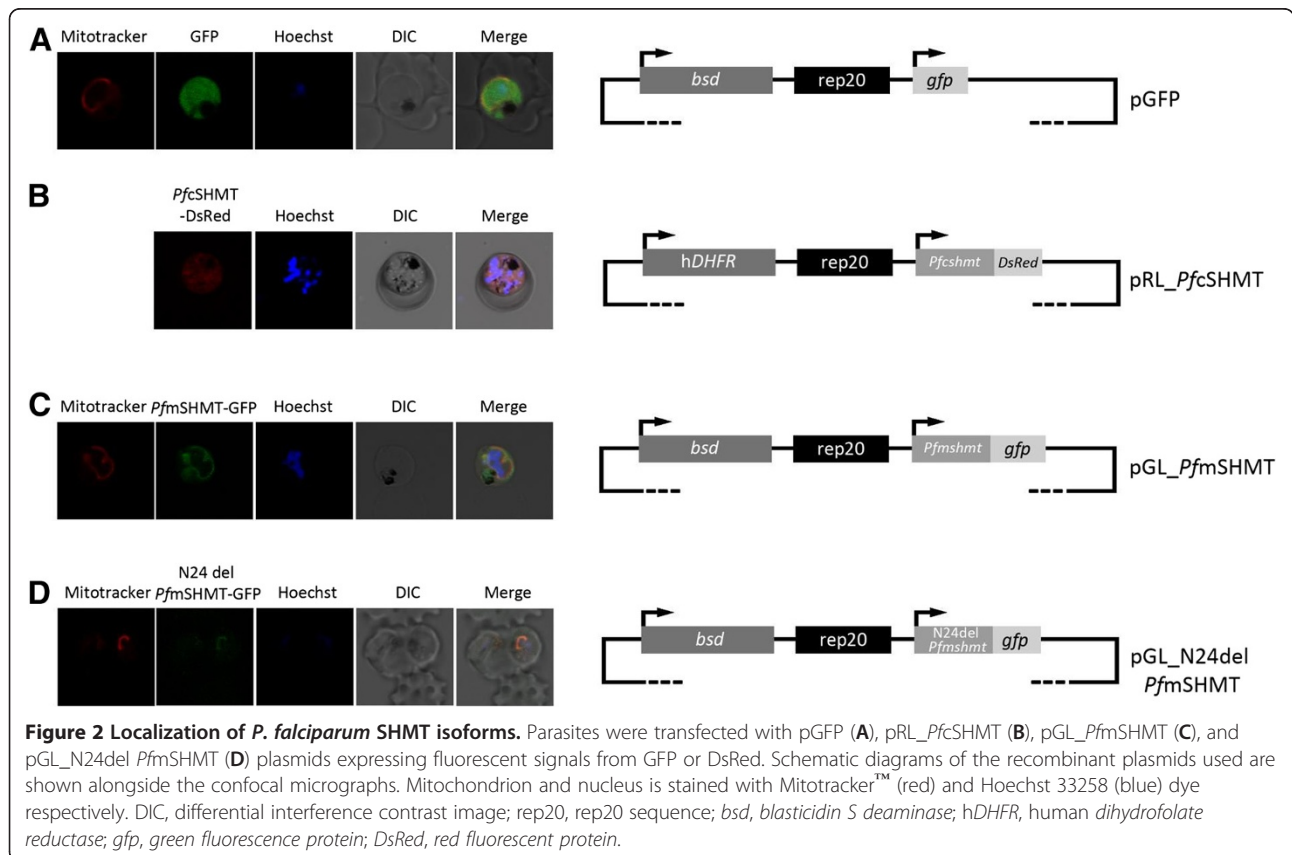 A
Mitotracker GFP Hoechst DIC Merge
bsd rep20 gfp
pGFP
B
PfcSHMT
-DsRed Hoechst DIC Merge
hDHFR rep20 Pfcshmt DsRed
pRL_PfcSHMT
C
Mitotracker PfmSHMT-GFP Hoechst DIC Merge
bsd rep20 Pfmshmt gfp
pGL_PfmSHMT
D
N24 del
Mitotracker PfmSHMT-GFP Hoechst DIC Merge
bsd rep20 N24del Pfmshmt gfp
pGL_N24del
PfmSHMT
Figure 2 Localization of P. falciparum SHMT isoforms. Parasites were transfected with pGFP (A), pRL_PfcSHMT (B), pGL_PfmSHMT (C), and
pGL_N24del PfmSHMT (D) plasmids expressing fluorescent signals from GFP or DsRed. Schematic diagrams of the recombinant plasmids used are
shown alongside the confocal micrographs. Mitochondrion and nucleus is stained with Mitotracker™ (red) and Hoechst 33258 (blue) dye
respectively. DIC, differential interference contrast image; rep20, rep20 sequence; bsd, blasticidin S deaminase; hDHFR, human dihydrofolate
reductase; gfp, green fluorescence protein; DsRed, red fluorescent protein.